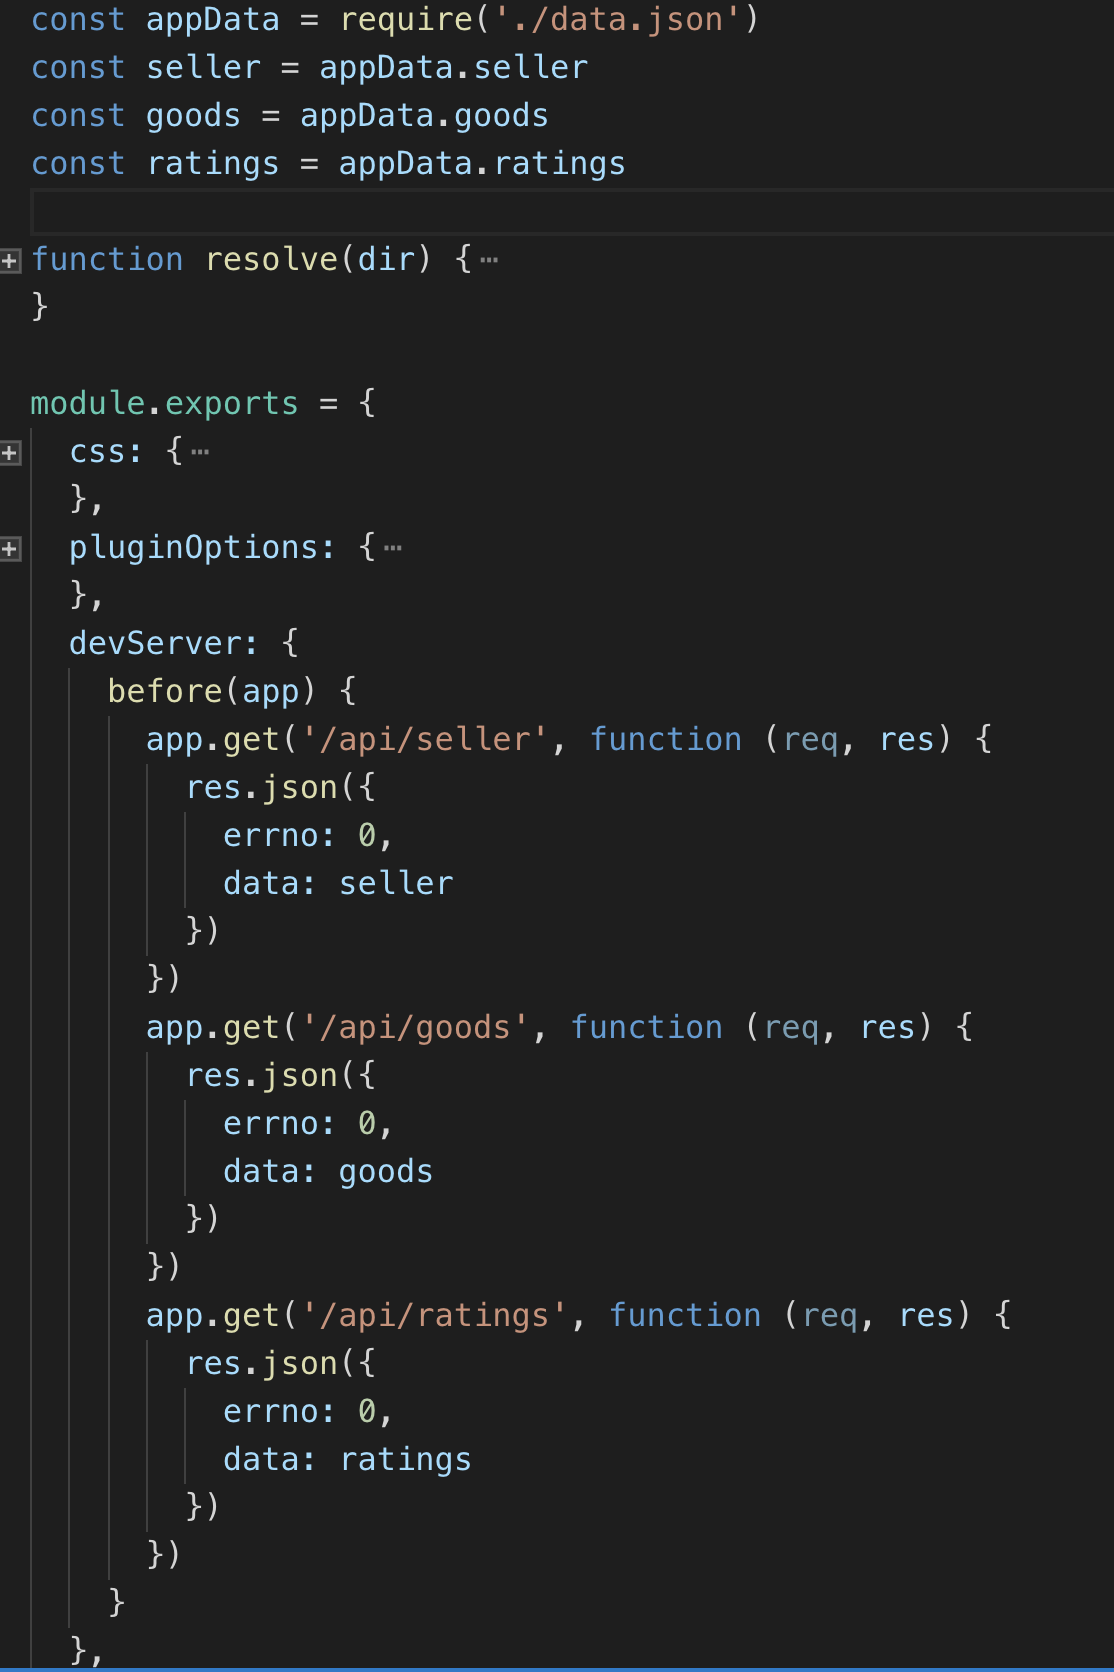 const appData = require('./data.json')
const seller = appData.seller
const goods = appData.goods
const ratings = appData.ratings
function resolve(dir) {…
}
module.exports = {
  css: {…
  },
  pluginOptions: {…
  },
  devServer: {
    before(app) {
      app.get('/api/seller', function (req, res) {
        res.json({
          errno: 0,
          data: seller
        })
      })
      app.get('/api/goods', function (req, res) {
        res.json({
          errno: 0,
          data: goods
        })
      })
      app.get('/api/ratings', function (req, res) {
        res.json({
          errno: 0,
          data: ratings
        })
      })
    }
  },